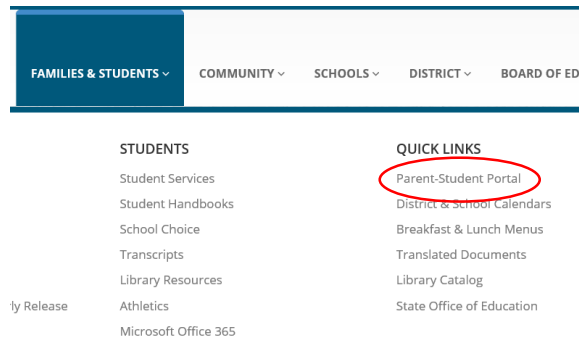 FAMILIES & STUDENTS COMMUNITY SCHOOLS DISTRICT BOARD OF ED
STUDENTS
Student Services
Student Handbooks
School Choice
Transcripts
Library Resources
Athletics
Microsoft Office 365
QUICK LINKS
Parent-Student Portal
District & School Calendars
Breakfast & Lunch Menus
Translated Documents
Library Catalog
State Office of Education
ly Release